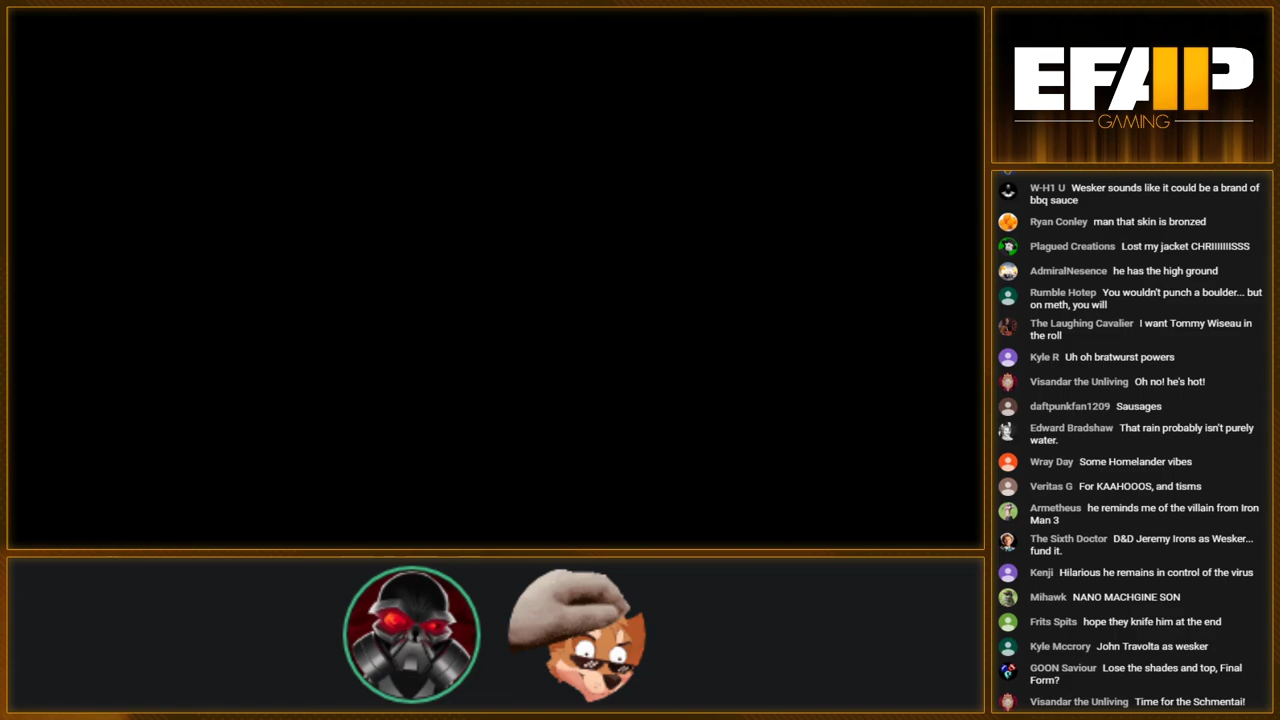 EFAP
GAMING
W-H1 U Wesker sounds like it could be a brand of
bbq sauce
Ryan Conley man that skin is bronzed
Plagued Creations Lost my jacket CHRIIIIIIISSS
AdmiralNesence he has the high ground
Rumble Hotep You wouldn't punch a boulder... but
on meth, you will
The Laughing Cavalier I want Tommy Wiseau in
the roll
Kyle R Uh oh bratwurst powers
Visandar the Unliving Oh no! he's hot!
daftpunkfan1209 Sausages
Edward Bradshaw That rain probably isn't purely
water.
Wray Day Some Homelander vibes
Veritas G For KAAHOOOS, and tisms
Armetheus he reminds me of the villain from Iron
Man 3
The Sixth Doctor D&D Jeremy Irons as Wesker...
fund it.
Kenji Hilarious he remains in control of the virus
Mihawk NANO MACHGINE SON
Frits Spits hope they knife him at the end
Kyle Mccrory John Travolta as wesker
GOON Saviour Lose the shades and top, Final
Form?
Visandar the Unliving Time for the Schmentai!